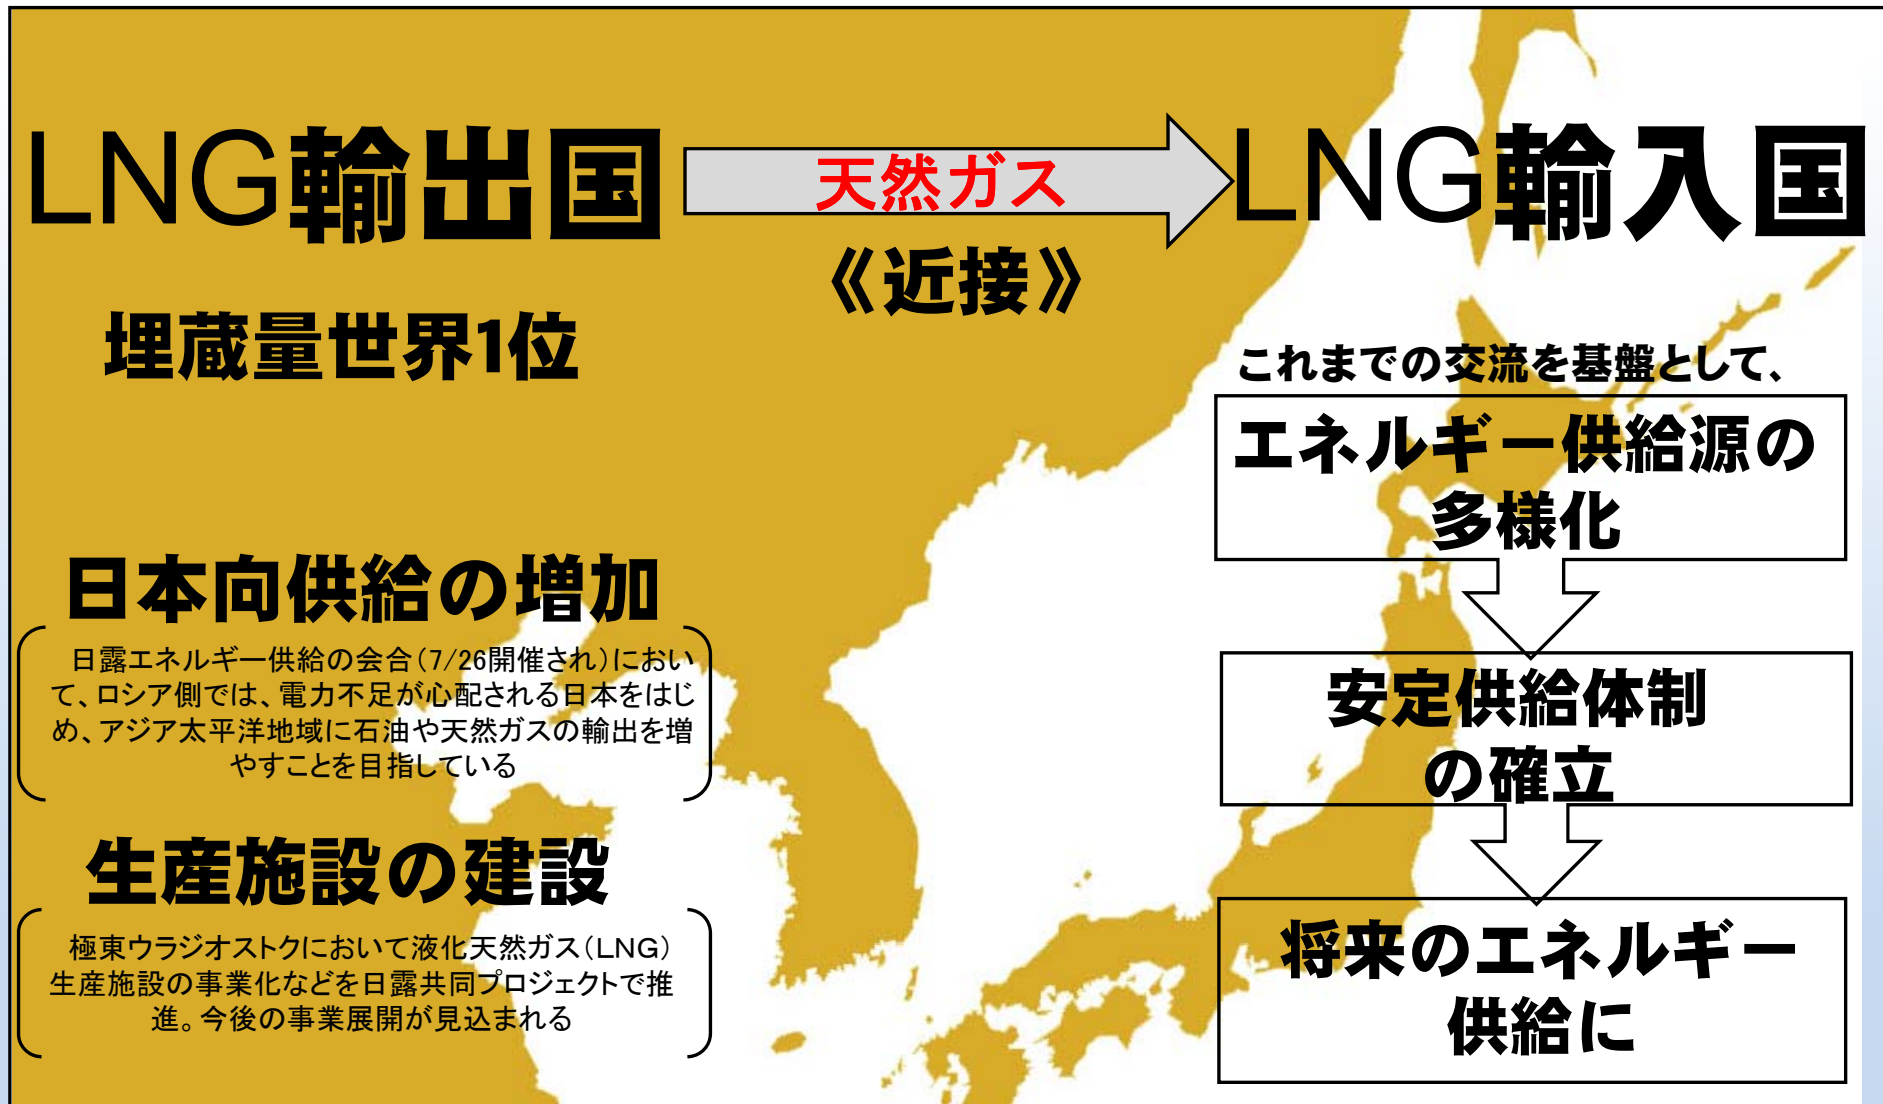 LNG輸出国
天然ガス
LNG輸入国
《近接》
埋蔵量世界1位
日本向供給の増加
日露エネルギー供給の会合(7/26開催され)におい
て、ロシア側では、電力不足が心配される日本をはじ
め、アジア太平洋地域に石油や天然ガスの輸出を増
やすことを目指している
生産施設の建設
極東ウラジオストクにおいて液化天然ガス(LNG)
生産施設の事業化などを日露共同プロジェクトで推
進。今後の事業展開が見込まれる
これまでの交流を基盤として、
エネルギー供給源の
多様化
安定供給体制
の確立
将来のエネルギー
供給に